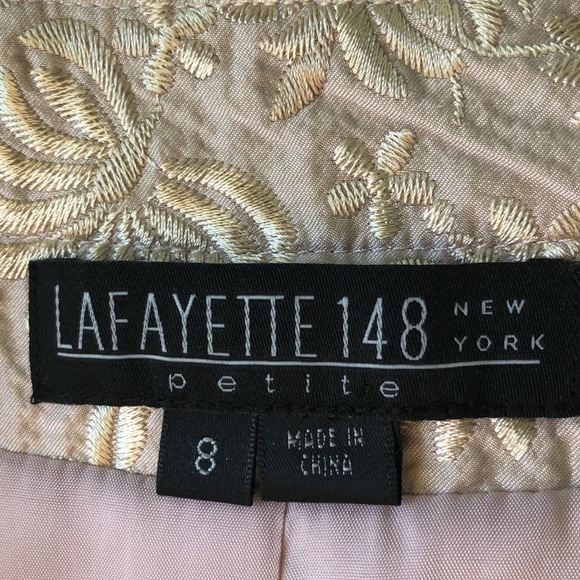 LAFAYETTE 148 NEW YORK
petite
8
MADE IN
CHINA